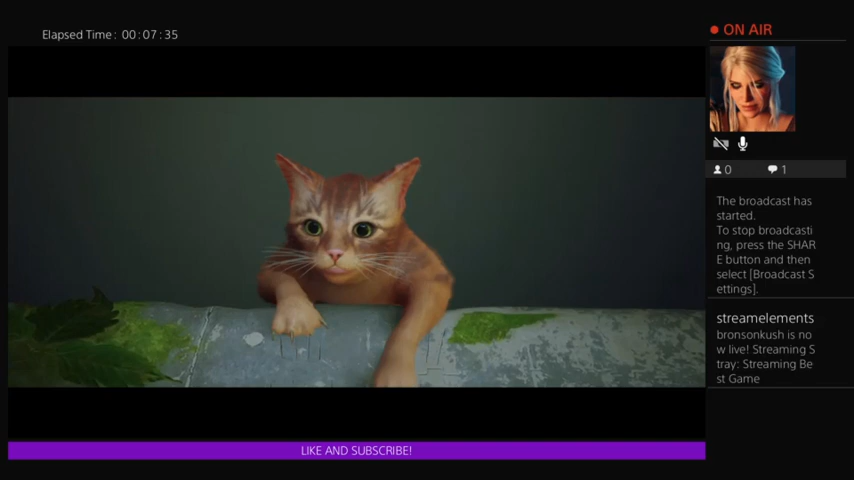 Elapsed Time: 00:07:35
ON AIR
0
1
The broadcast has
started.
To stop broadcasti
ng, press the SHAR
E button and then
select [Broadcast S
ettings].
streamelements
bronsonkush is no
w live! Streaming S
tray: Streaming Be
st Game
LIKE AND SUBSCRIBE!